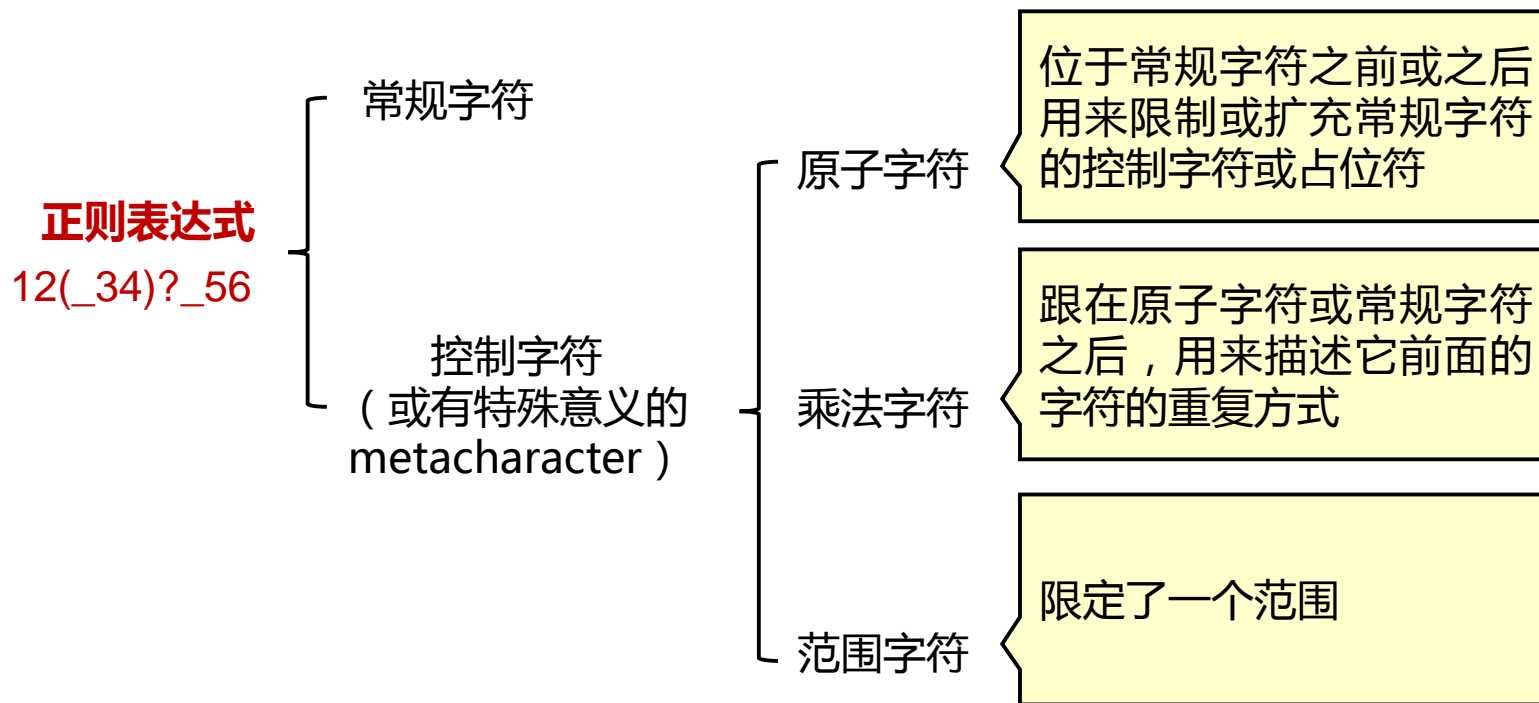 正则表达式
12(_34)?_56
常规字符
控制字符
（或有特殊意义的
metacharacter）
原子字符
位于常规字符之前或之后
用来限制或扩充常规字符
的控制字符或占位符
乘法字符
跟在原子字符或常规字符
之后，用来描述它前面的
字符的重复方式
范围字符
限定了一个范围